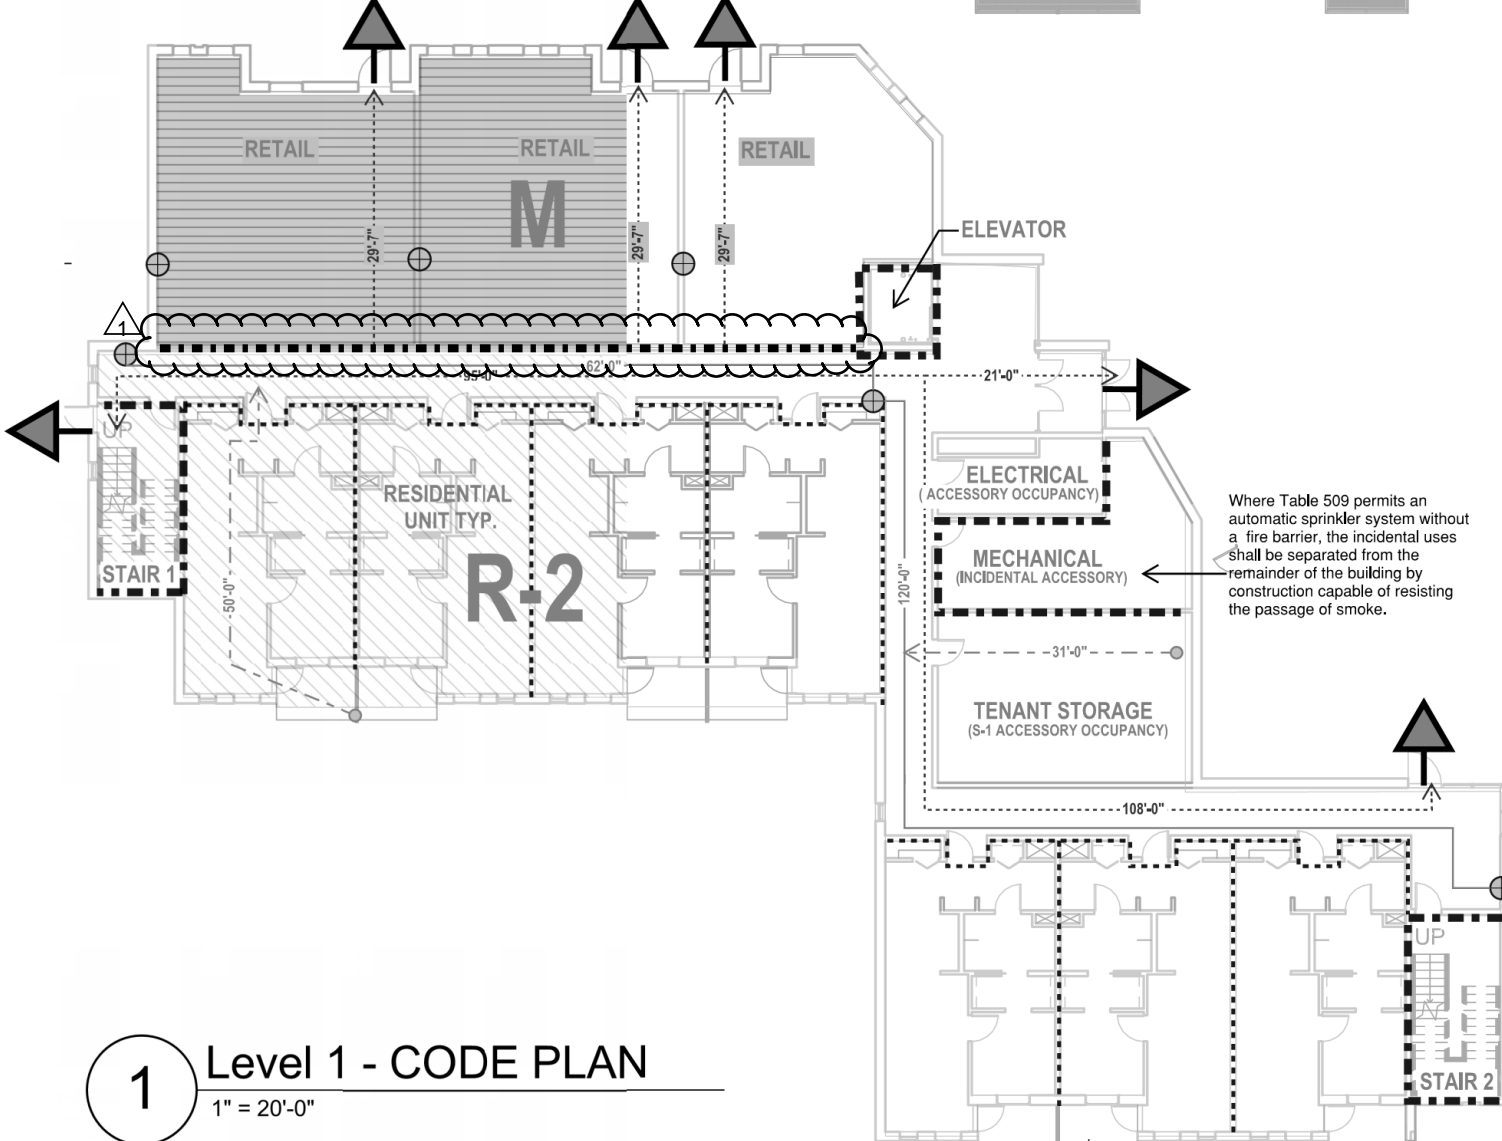 RETAIL
RETAIL
RETAIL
M
29'-7"
29'-7"
29'-7"
ELEVATOR
1
62'-0"
95'-0"
21'-0"
UP
ELECTRICAL
( ACCESSORY OCCUPANCY)
RESIDENTIAL
UNIT TYP.
Where Table 509 permits an
automatic sprinkler system without
a fire barrier, the incidental uses
shall be separated from the
remainder of the building by
construction capable of resisting
the passage of smoke.
MECHANICAL
(INCIDENTAL ACCESSORY)
STAIR 1
R-2
50'-0"
120'-0"
31'-0"
TENANT STORAGE
(S-1 ACCESSORY OCCUPANCY)
108'-0"
UP
STAIR 2
1
Level 1 - CODE PLAN
1" = 20'-0"